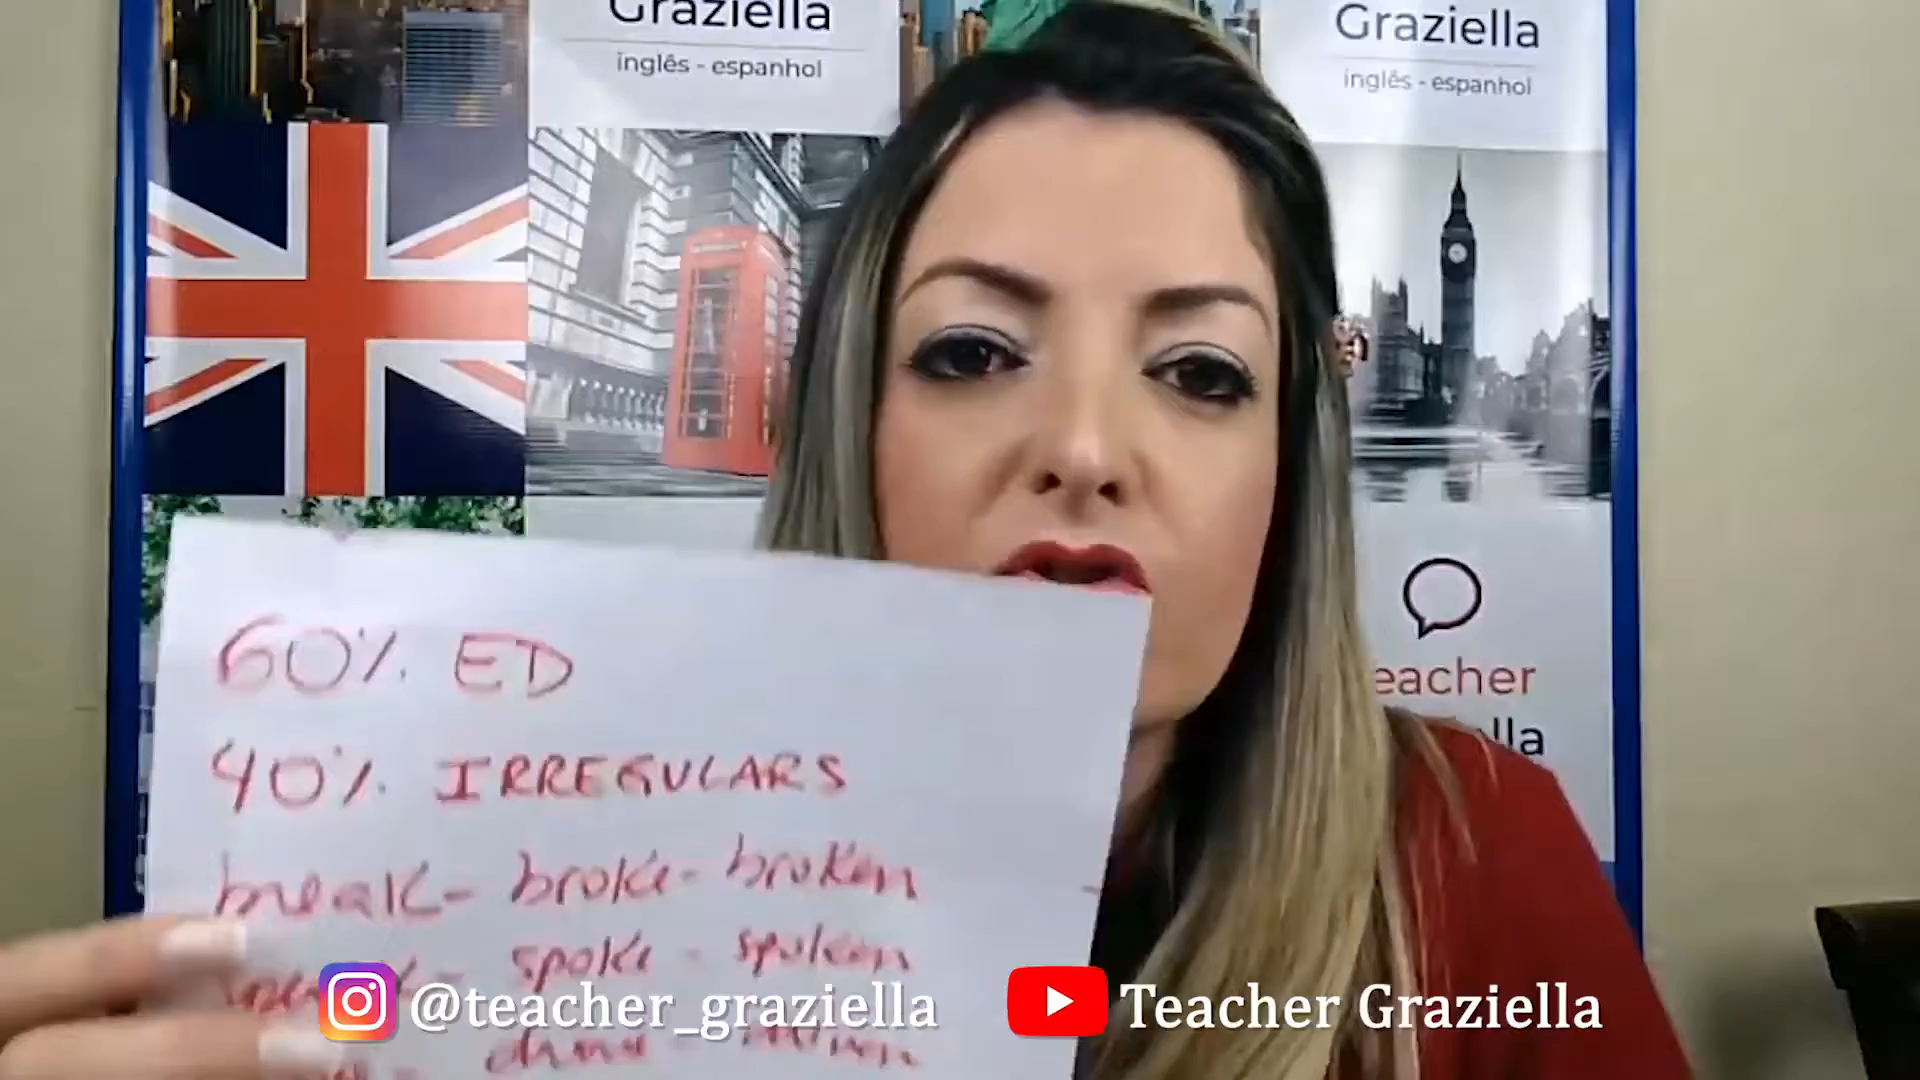 Graziella
inglês - espanhol
Graziella
inglês - espanhol
eacher
lla
60% ED
40% IRREGULARS
break - broke - broken
spoke - spoken
@teacher_graziella
Teacher Graziella